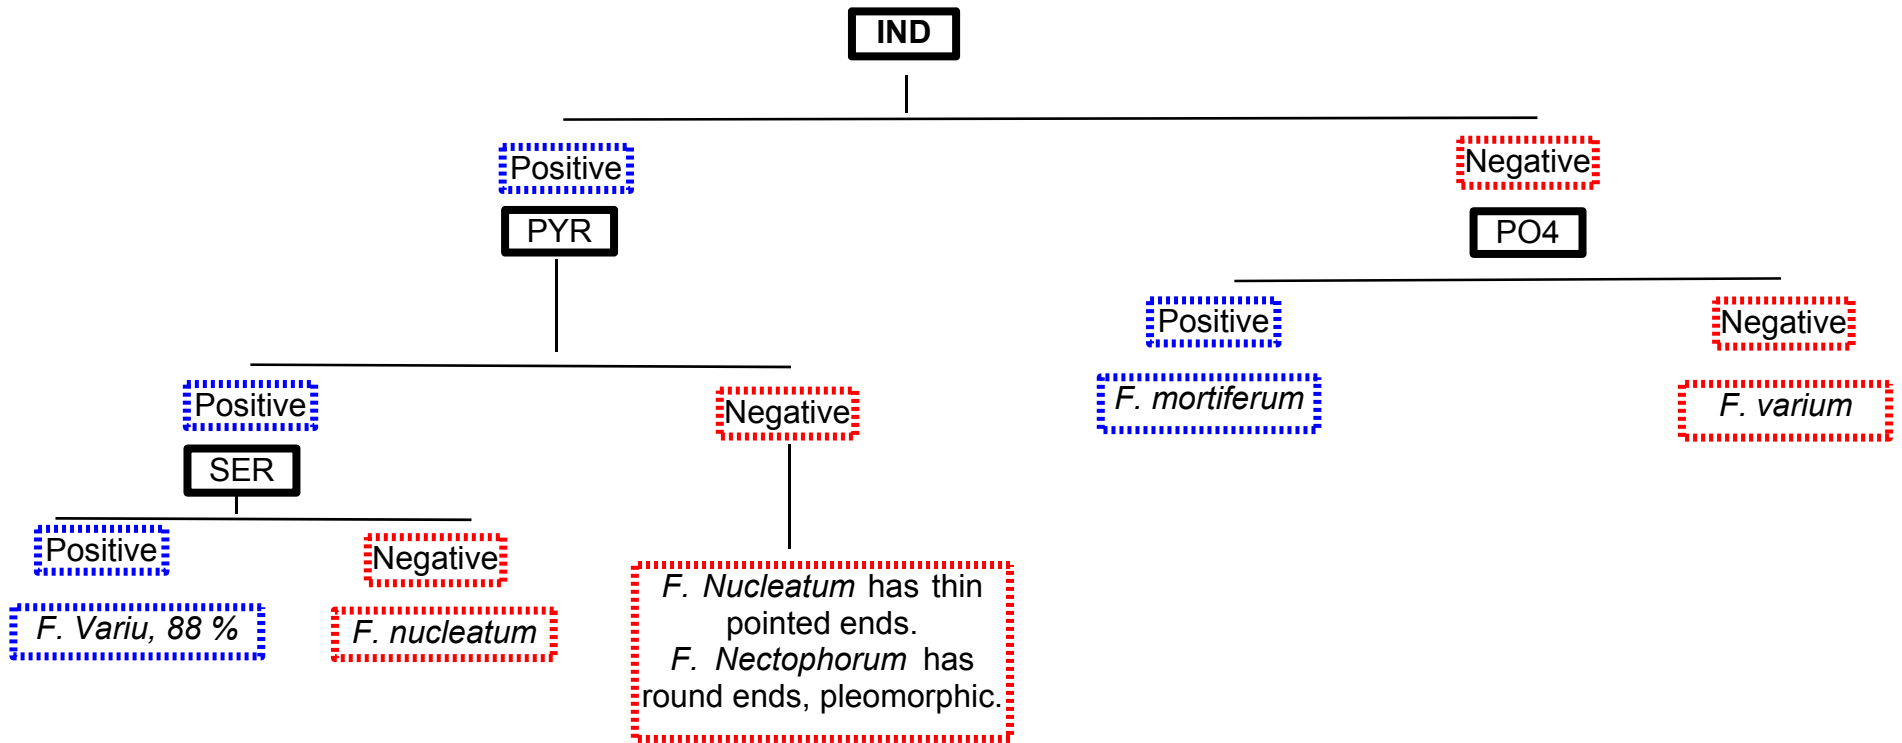 IND
Positive
Negative
PYR
PO4
Positive
Negative
F. mortiferum
F. varium
Positive
Negative
SER
Positive
Negative
F. Variu, 88 %
F. nucleatum
F. Nucleatum has thin
pointed ends.
F. Nectophorum has
round ends, pleomorphic.